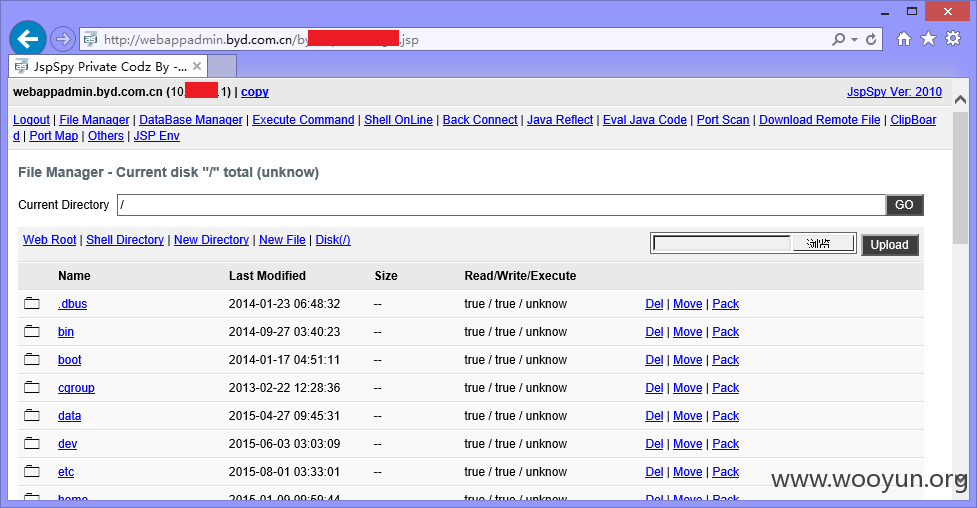 http://webappadmin.byd.com.cn/by .jsp
JspSpy Private Codz By -...
webappadmin.byd.com.cn (10. .1) | copy
JspSpy Ver: 2010
Logout | File Manager | DataBase Manager | Execute Command | Shell OnLine | Back Connect | Java Reflect | Eval Java Code | Port Scan | Download Remote File | ClipBoar
d | Port Map | Others | JSP Env
File Manager - Current disk "/" total (unknow)
Current Directory / GO
Web Root | Shell Directory | New Directory | New File | Disk(/) 浏览 Upload
Name Last Modified Size Read/Write/Execute
.dbus 2014-01-23 06:48:32 -- true / true / unknow Del | Move | Pack
bin 2014-09-27 03:40:23 -- true / true / unknow Del | Move | Pack
boot 2014-01-17 04:51:11 -- true / true / unknow Del | Move | Pack
cgroup 2013-02-22 12:28:36 -- true / true / unknow Del | Move | Pack
data 2015-04-27 09:45:31 -- true / true / unknow Del | Move | Pack
dev 2015-06-03 03:03:09 -- true / true / unknow Del | Move | Pack
etc 2015-08-01 03:33:01 -- true / true / unknow Del | Move | Pack
home 2015-01-09 09:59:44 -- true / true / unknow Del | Move | Pack
www.wooyun.org